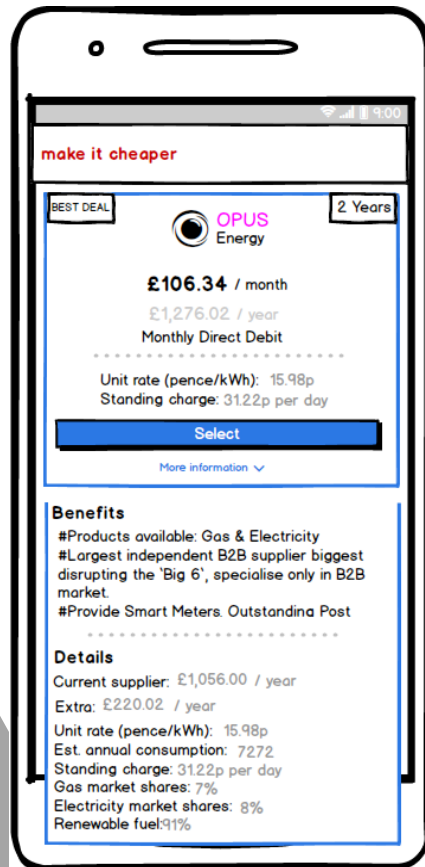 9:00
make it cheaper
BEST DEAL
2 Years
OPUS
Energy
£106.34 / month
£1,276.02 / year
Monthly Direct Debit
Unit rate (pence/kWh): 15.98p
Standing charge: 31.22p per day
Select
More information
Benefits
#Products available: Gas & Electricity
#Largest independent B2B supplier biggest
disrupting the `Big 6`, specialise only in B2B
market.
#Provide Smart Meters. Outstanding Post
Details
Current supplier: £1,056.00 / year
Extra: £220.02 / year
Unit rate (pence/kWh): 15.98p
Est. annual consumption: 7272
Standing charge: 31.22p per day
Gas market shares: 7%
Electricity market shares: 8%
Renewable fuel:91%